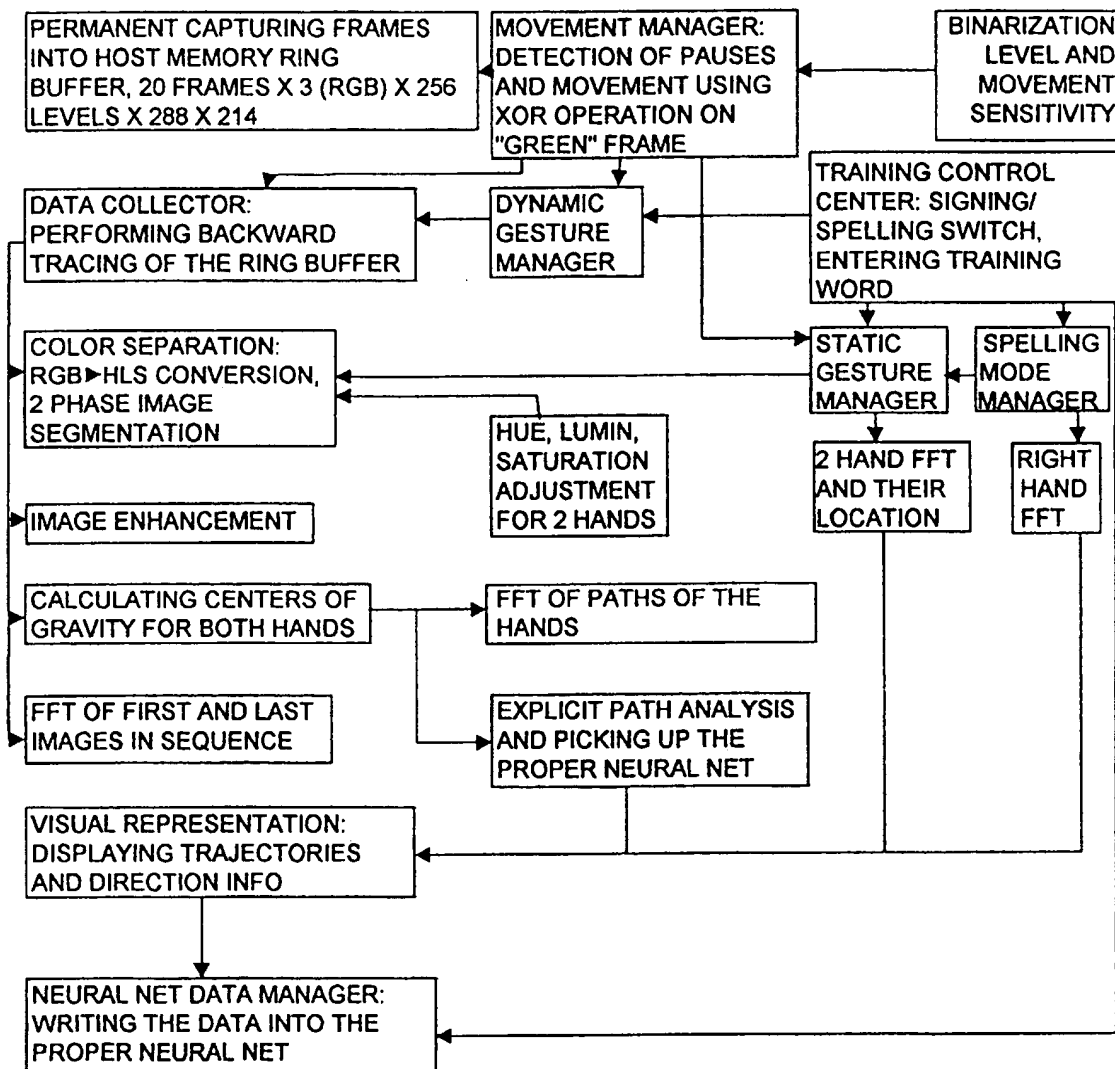 PERMANENT CAPTURING FRAMES
INTO HOST MEMORY RING
BUFFER, 20 FRAMES X 3 (RGB) X 256
LEVELS X 288 X 214
MOVEMENT MANAGER:
DETECTION OF PAUSES
AND MOVEMENT USING
XOR OPERATION ON
"GREEN" FRAME
BINARIZATION
LEVEL AND
MOVEMENT
SENSITIVITY
DATA COLLECTOR:
PERFORMING BACKWARD
TRACING OF THE RING BUFFER
DYNAMIC
GESTURE
MANAGER
TRAINING CONTROL
CENTER: SIGNING/
SPELLING SWITCH,
ENTERING TRAINING
WORD
COLOR SEPARATION:
RGB►HLS CONVERSION,
2 PHASE IMAGE
SEGMENTATION
HUE, LUMIN,
SATURATION
ADJUSTMENT
FOR 2 HANDS
STATIC
GESTURE
MANAGER
SPELLING
MODE
MANAGER
2 HAND FFT
AND THEIR
LOCATION
RIGHT
HAND
FFT
IMAGE ENHANCEMENT
CALCULATING CENTERS OF
GRAVITY FOR BOTH HANDS
FFT OF PATHS OF THE
HANDS
FFT OF FIRST AND LAST
IMAGES IN SEQUENCE
EXPLICIT PATH ANALYSIS
AND PICKING UP THE
PROPER NEURAL NET
VISUAL REPRESENTATION:
DISPLAYING TRAJECTORIES
AND DIRECTION INFO
NEURAL NET DATA MANAGER:
WRITING THE DATA INTO THE
PROPER NEURAL NET